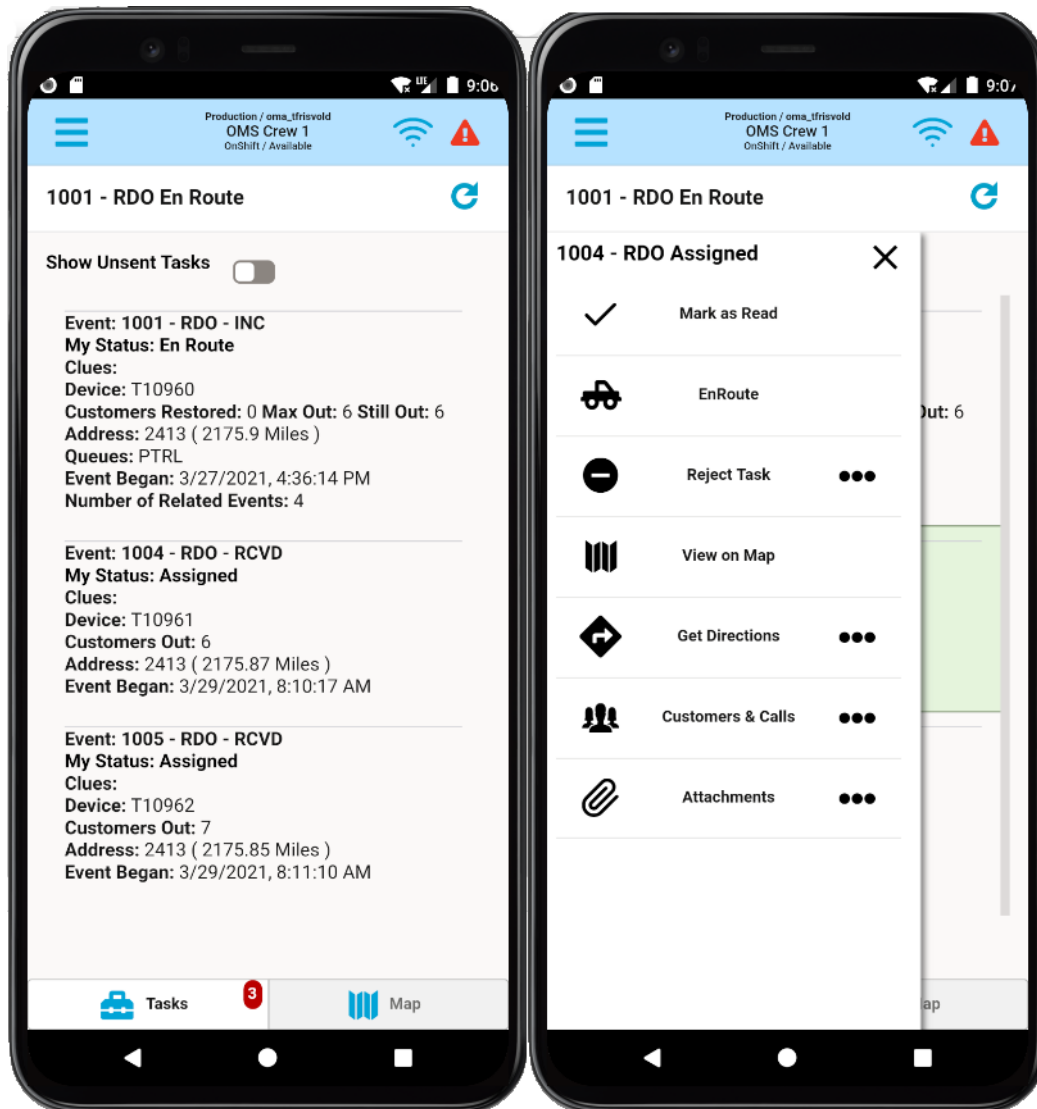 LTE 9:06
Production / oma_tfrisvold
OMS Crew 1
OnShift / Available
1001 - RDO En Route
Show Unsent Tasks
Event: 1001 - RDO - INC
My Status: En Route
Clues:
Device: T10960
Customers Restored: 0 Max Out: 6 Still Out: 6
Address: 2413 ( 2175.9 Miles )
Queues: PTRL
Event Began: 3/27/2021, 4:36:14 PM
Number of Related Events: 4
Event: 1004 - RDO - RCVD
My Status: Assigned
Clues:
Device: T10961
Customers Out: 6
Address: 2413 ( 2175.87 Miles )
Event Began: 3/29/2021, 8:10:17 AM
Event: 1005 - RDO - RCVD
My Status: Assigned
Clues:
Device: T10962
Customers Out: 7
Address: 2413 ( 2175.85 Miles )
Event Began: 3/29/2021, 8:11:10 AM
Tasks 3
Map
9:07
Production / oma_tfrisvold
OMS Crew 1
OnShift / Available
1001 - RDO En Route
1004 - RDO Assigned
Mark as Read
EnRoute
Reject Task
View on Map
Get Directions
Customers & Calls
Attachments
Out: 6
ap